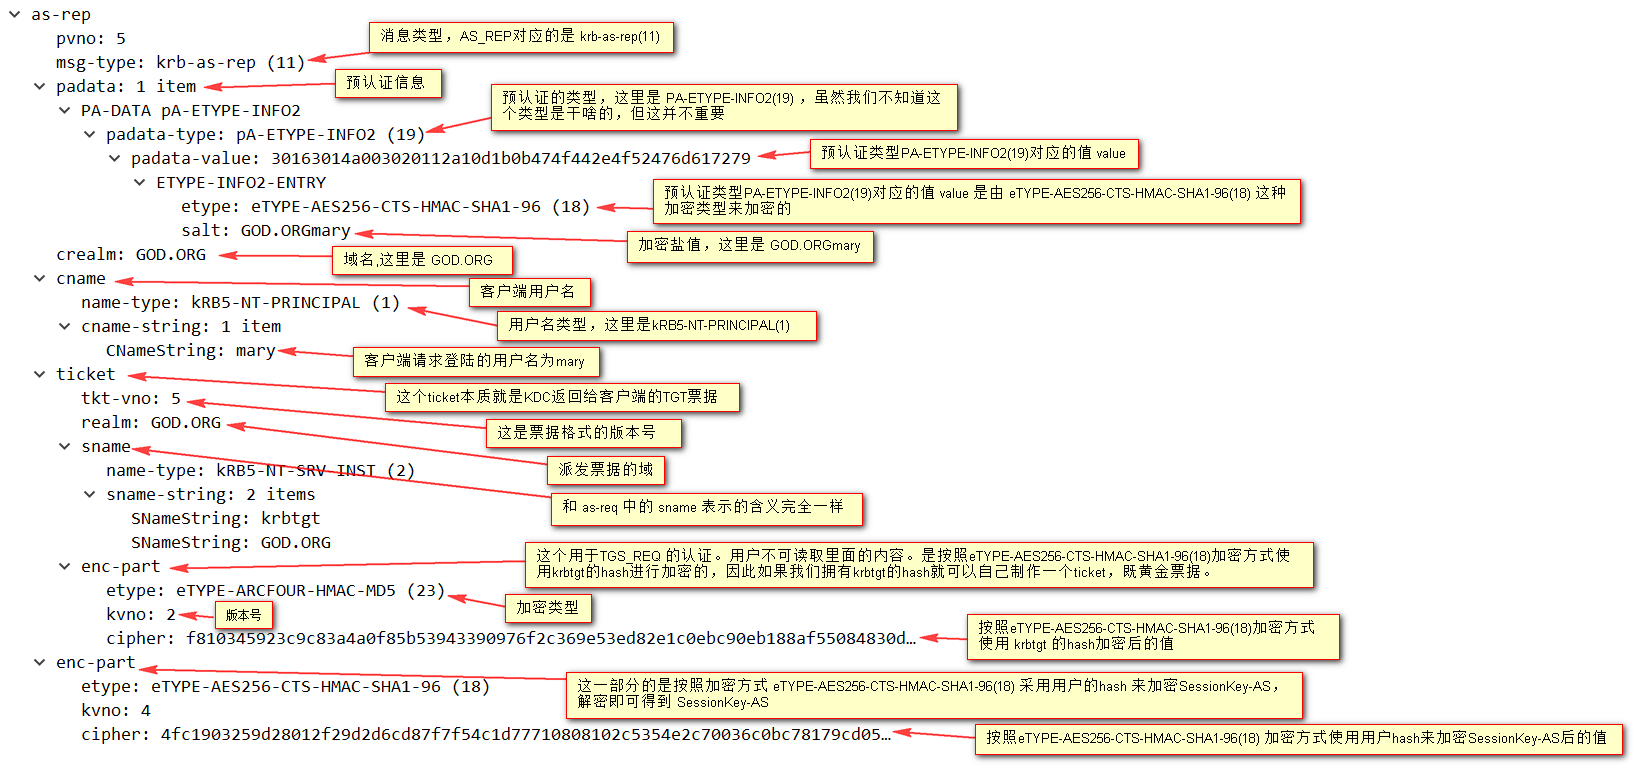 as-rep
pvno: 5
消息类型，AS_REP对应的是 krb-as-rep(11)
msg-type: krb-as-rep (11)
padata: 1 item
预认证信息
PA-DATA pA-ETYPE-INFO2
预认证的类型，这里是 PA-ETYPE-INFO2(19) ，虽然我们不知道这
个类型是干啥的，但这并不重要
padata-type: pA-ETYPE-INFO2 (19)
padata-value: 30163014a003020112a10d1b0b474f442e4f52476d617279
预认证类型PA-ETYPE-INFO2(19)对应的值 value
ETYPE-INFO2-ENTRY
etype: eTYPE-AES256-CTS-HMAC-SHA1-96 (18)
预认证类型PA-ETYPE-INFO2(19)对应的值 value 是由 eTYPE-AES256-CTS-HMAC-SHA1-96(18) 这种
加密类型来加密的
salt: GOD.ORGmary
加密盐值，这里是 GOD.ORGmary
crealm: GOD.ORG
域名,这里是 GOD.ORG
cname
客户端用户名
name-type: kRB5-NT-PRINCIPAL (1)
用户名类型，这里是kRB5-NT-PRINCIPAL(1)
cname-string: 1 item
CNameString: mary
客户端请求登陆的用户名为mary
ticket
这个ticket本质就是KDC返回给客户端的TGT票据
tkt-vno: 5
这是票据格式的版本号
realm: GOD.ORG
派发票据的域
sname
和 as-req 中的 sname 表示的含义完全一样
name-type: kRB5-NT-SRV-INST (2)
sname-string: 2 items
SNameString: krbtgt
SNameString: GOD.ORG
enc-part
这个用于TGS_REQ 的认证。用户不可读取里面的内容。是按照eTYPE-AES256-CTS-HMAC-SHA1-96(18)加密方式使
用krbtgt的hash进行加密的，因此如果我们拥有krbtgt的hash就可以自己制作一个ticket，既黄金票据。
etype: eTYPE-ARCFOUR-HMAC-MD5 (23)
加密类型
kvno: 2
版本号
cipher: f810345923c9c83a4a0f85b53943390976f2c369e53ed82e1c0ebc90eb188af55084830d…
按照eTYPE-AES256-CTS-HMAC-SHA1-96(18)加密方式
使用 krbtgt 的hash加密后的值
enc-part
这一部分的是按照加密方式 eTYPE-AES256-CTS-HMAC-SHA1-96(18) 采用用户的hash 来加密SessionKey-AS，
解密即可得到 SessionKey-AS
etype: eTYPE-AES256-CTS-HMAC-SHA1-96 (18)
kvno: 4
cipher: 4fc1903259d28012f29d2d6cd87f7f54c1d77710808102c5354e2c70036c0bc78179cd05…
按照eTYPE-AES256-CTS-HMAC-SHA1-96(18) 加密方式使用用户hash来加密SessionKey-AS后的值